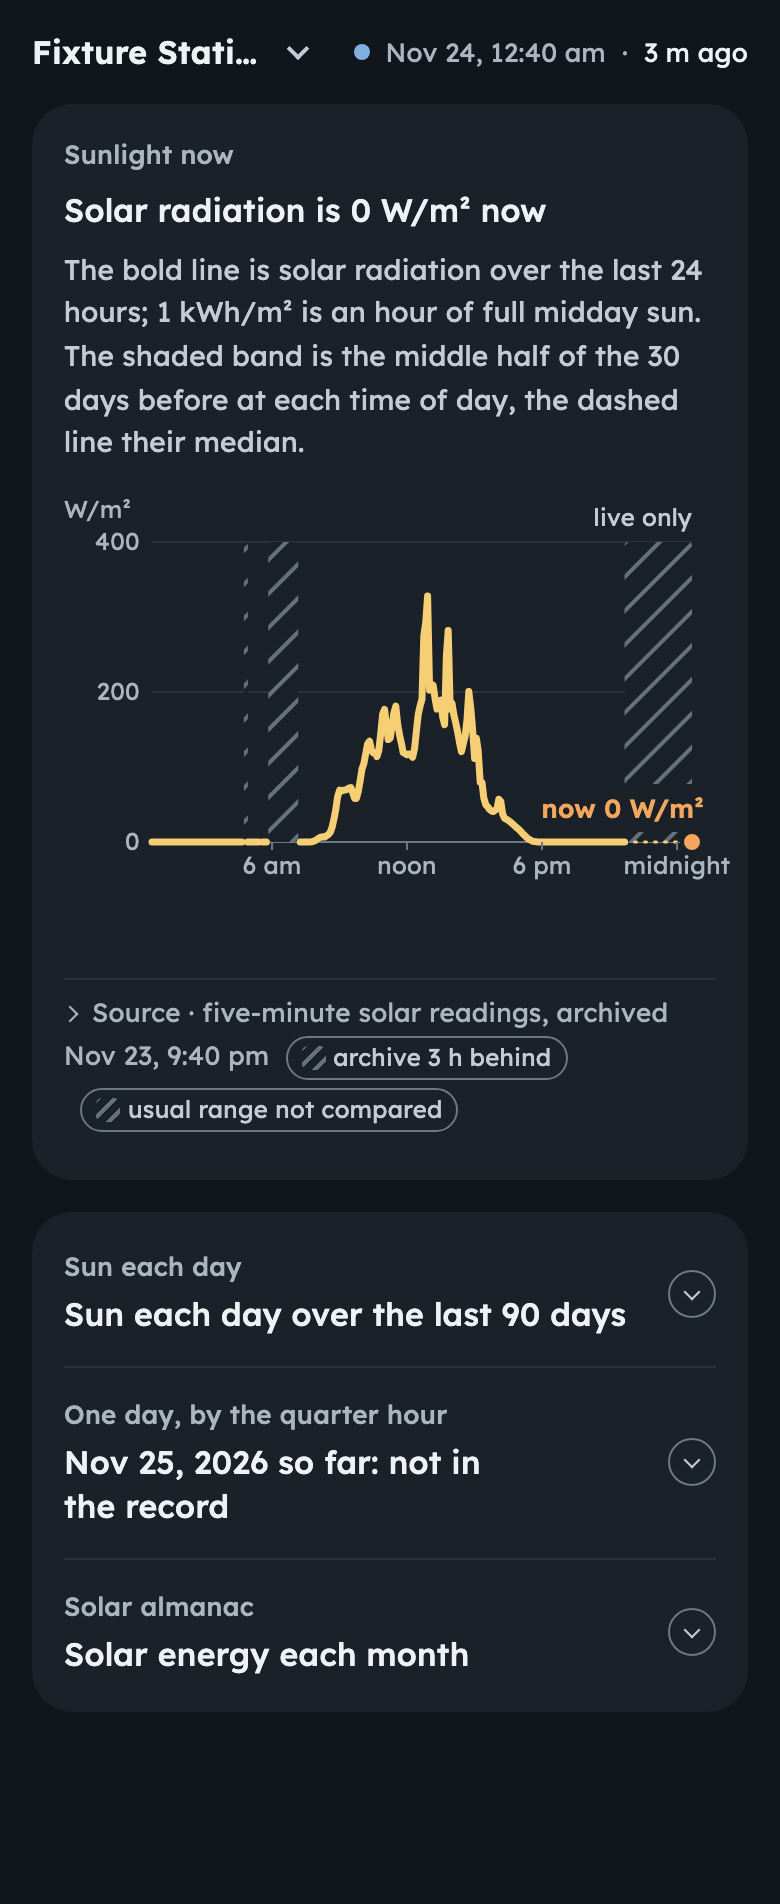 Fixture Stati... Nov 24, 12:40 am · 3 m ago
Sunlight now
Solar radiation is 0 W/m² now
The bold line is solar radiation over the last 24
hours; 1 kWh/m² is an hour of full midday sun.
The shaded band is the middle half of the 30
days before at each time of day, the dashed
line their median.
W/m²
live only
400
200
now 0 W/m²
0
6 am noon 6 pm midnight
Source · five-minute solar readings, archived
Nov 23, 9:40 pm archive 3 h behind
usual range not compared
Sun each day
Sun each day over the last 90 days
One day, by the quarter hour
Nov 25, 2026 so far: not in
the record
Solar almanac
Solar energy each month